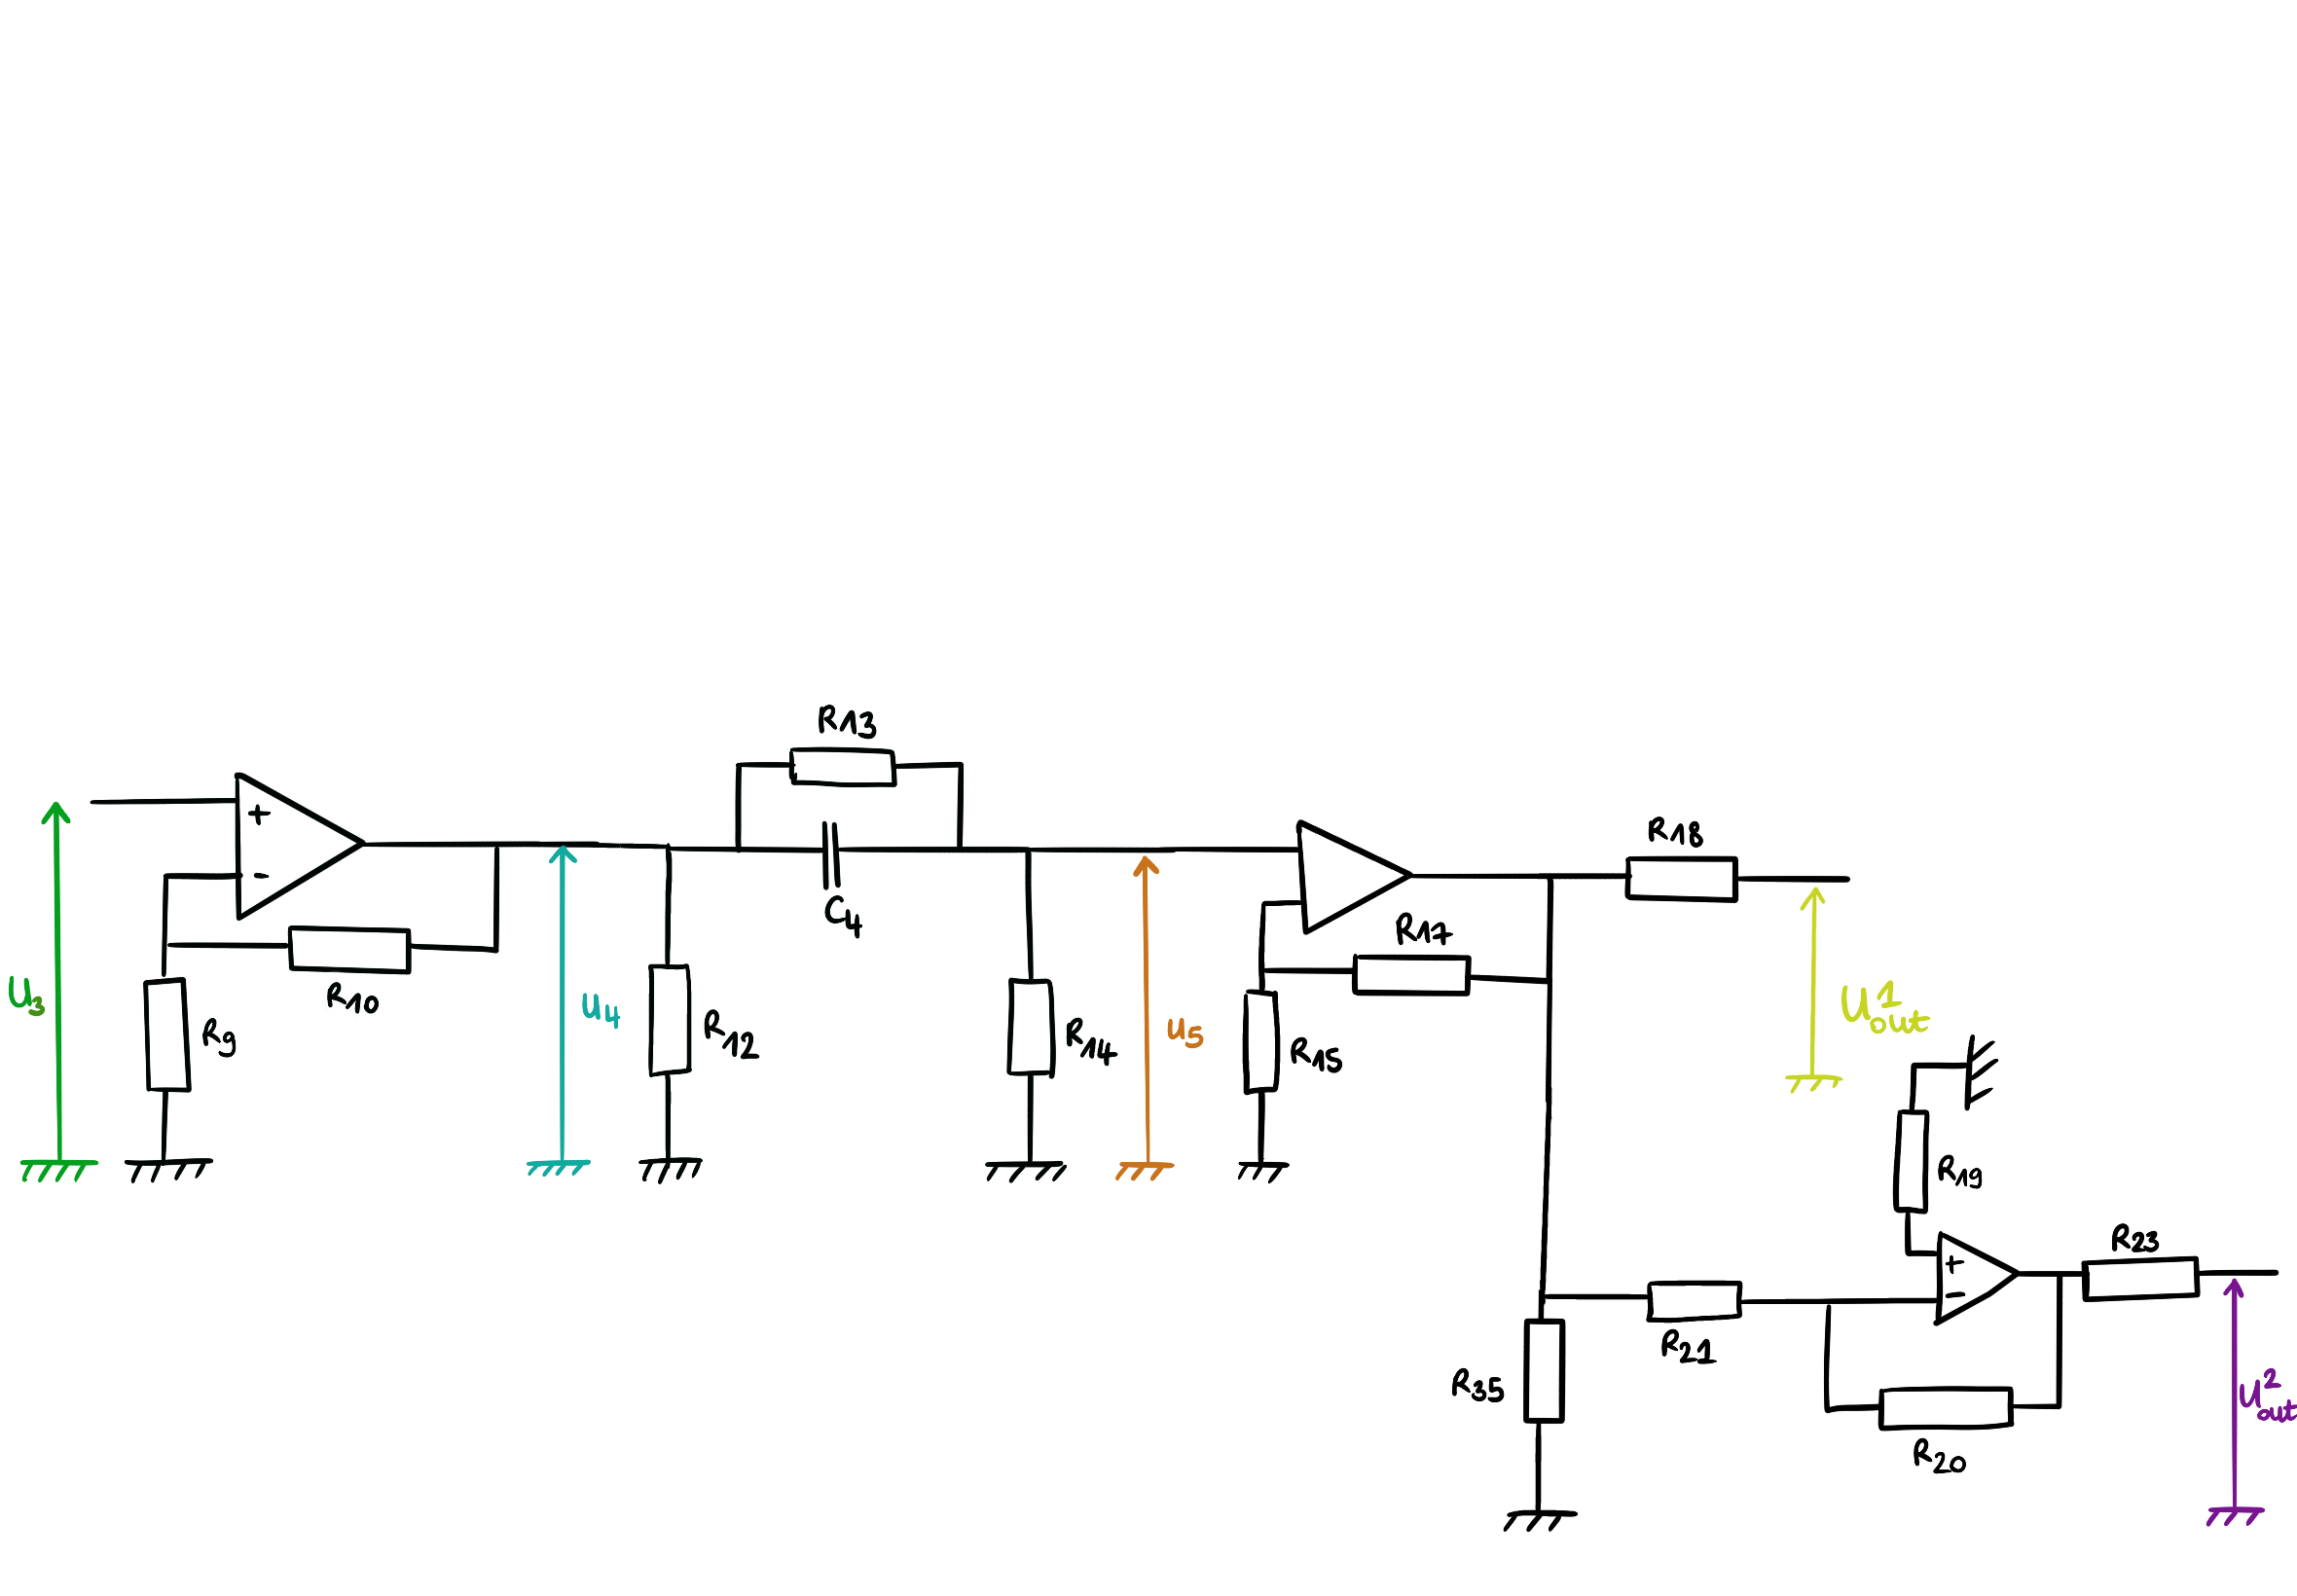 R13
R18
+
C4
R17
-
U3
R10
U4
R9
R12
R14
U5
R15
U1out
R19
R23
+
-
R21
R35
U2out
R20